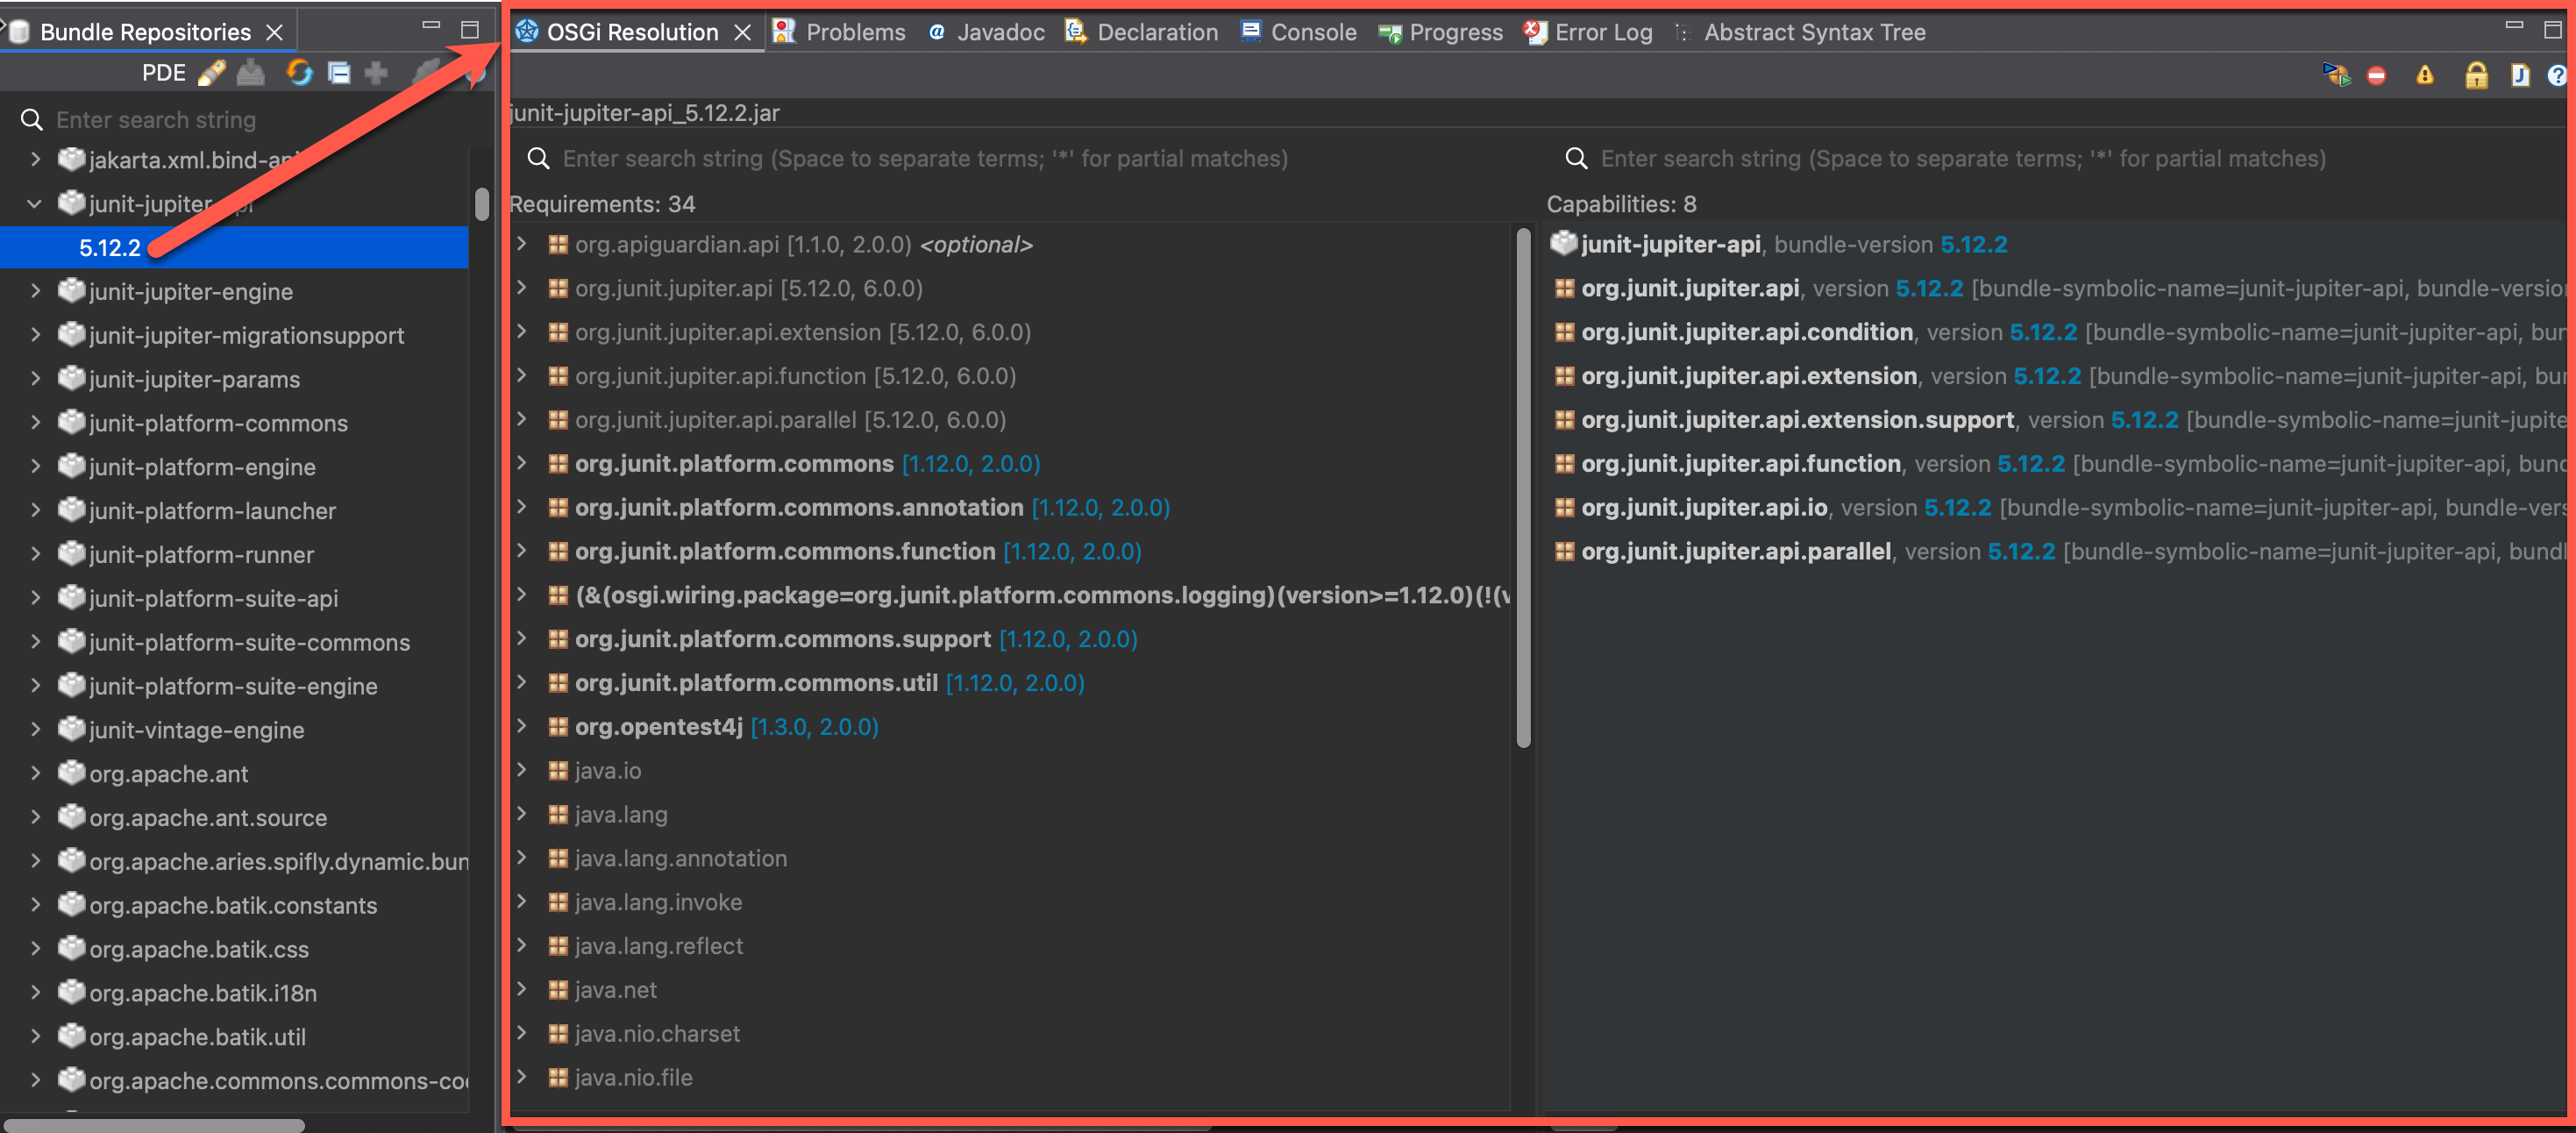 Bundle Repositories
PDE
Enter search string
jakarta.xml.bind-api
junit-jupiter-api
5.12.2
junit-jupiter-engine
junit-jupiter-migrationsupport
junit-jupiter-params
junit-platform-commons
junit-platform-engine
junit-platform-launcher
junit-platform-runner
junit-platform-suite-api
junit-platform-suite-commons
junit-platform-suite-engine
junit-vintage-engine
org.apache.ant
org.apache.ant.source
org.apache.aries.spifly.dynamic.bun
org.apache.batik.constants
org.apache.batik.css
org.apache.batik.i18n
org.apache.batik.util
org.apache.commons.commons-co
OSGi Resolution Problems Javadoc Declaration Console Progress Error Log Abstract Syntax Tree
junit-jupiter-api_5.12.2.jar
Enter search string (Space to separate terms; '*' for partial matches)
Requirements: 34
org.apiguardian.api [1.1.0, 2.0.0) <optional>
org.junit.jupiter.api [5.12.0, 6.0.0)
org.junit.jupiter.api.extension [5.12.0, 6.0.0)
org.junit.jupiter.api.function [5.12.0, 6.0.0)
org.junit.jupiter.api.parallel [5.12.0, 6.0.0)
org.junit.platform.commons [1.12.0, 2.0.0)
org.junit.platform.commons.annotation [1.12.0, 2.0.0)
org.junit.platform.commons.function [1.12.0, 2.0.0)
(&(osgi.wiring.package=org.junit.platform.commons.logging)(version>=1.12.0)(!(v
org.junit.platform.commons.support [1.12.0, 2.0.0)
org.junit.platform.commons.util [1.12.0, 2.0.0)
org.opentest4j [1.3.0, 2.0.0)
java.io
java.lang
java.lang.annotation
java.lang.invoke
java.lang.reflect
java.net
java.nio.charset
java.nio.file
Enter search string (Space to separate terms; '*' for partial matches)
Capabilities: 8
junit-jupiter-api, bundle-version 5.12.2
org.junit.jupiter.api, version 5.12.2 [bundle-symbolic-name=junit-jupiter-api, bundle-version
org.junit.jupiter.api.condition, version 5.12.2 [bundle-symbolic-name=junit-jupiter-api, bun
org.junit.jupiter.api.extension, version 5.12.2 [bundle-symbolic-name=junit-jupiter-api, bun
org.junit.jupiter.api.extension.support, version 5.12.2 [bundle-symbolic-name=junit-jupite
org.junit.jupiter.api.function, version 5.12.2 [bundle-symbolic-name=junit-jupiter-api, bund
org.junit.jupiter.api.io, version 5.12.2 [bundle-symbolic-name=junit-jupiter-api, bundle-vers
org.junit.jupiter.api.parallel, version 5.12.2 [bundle-symbolic-name=junit-jupiter-api, bundl